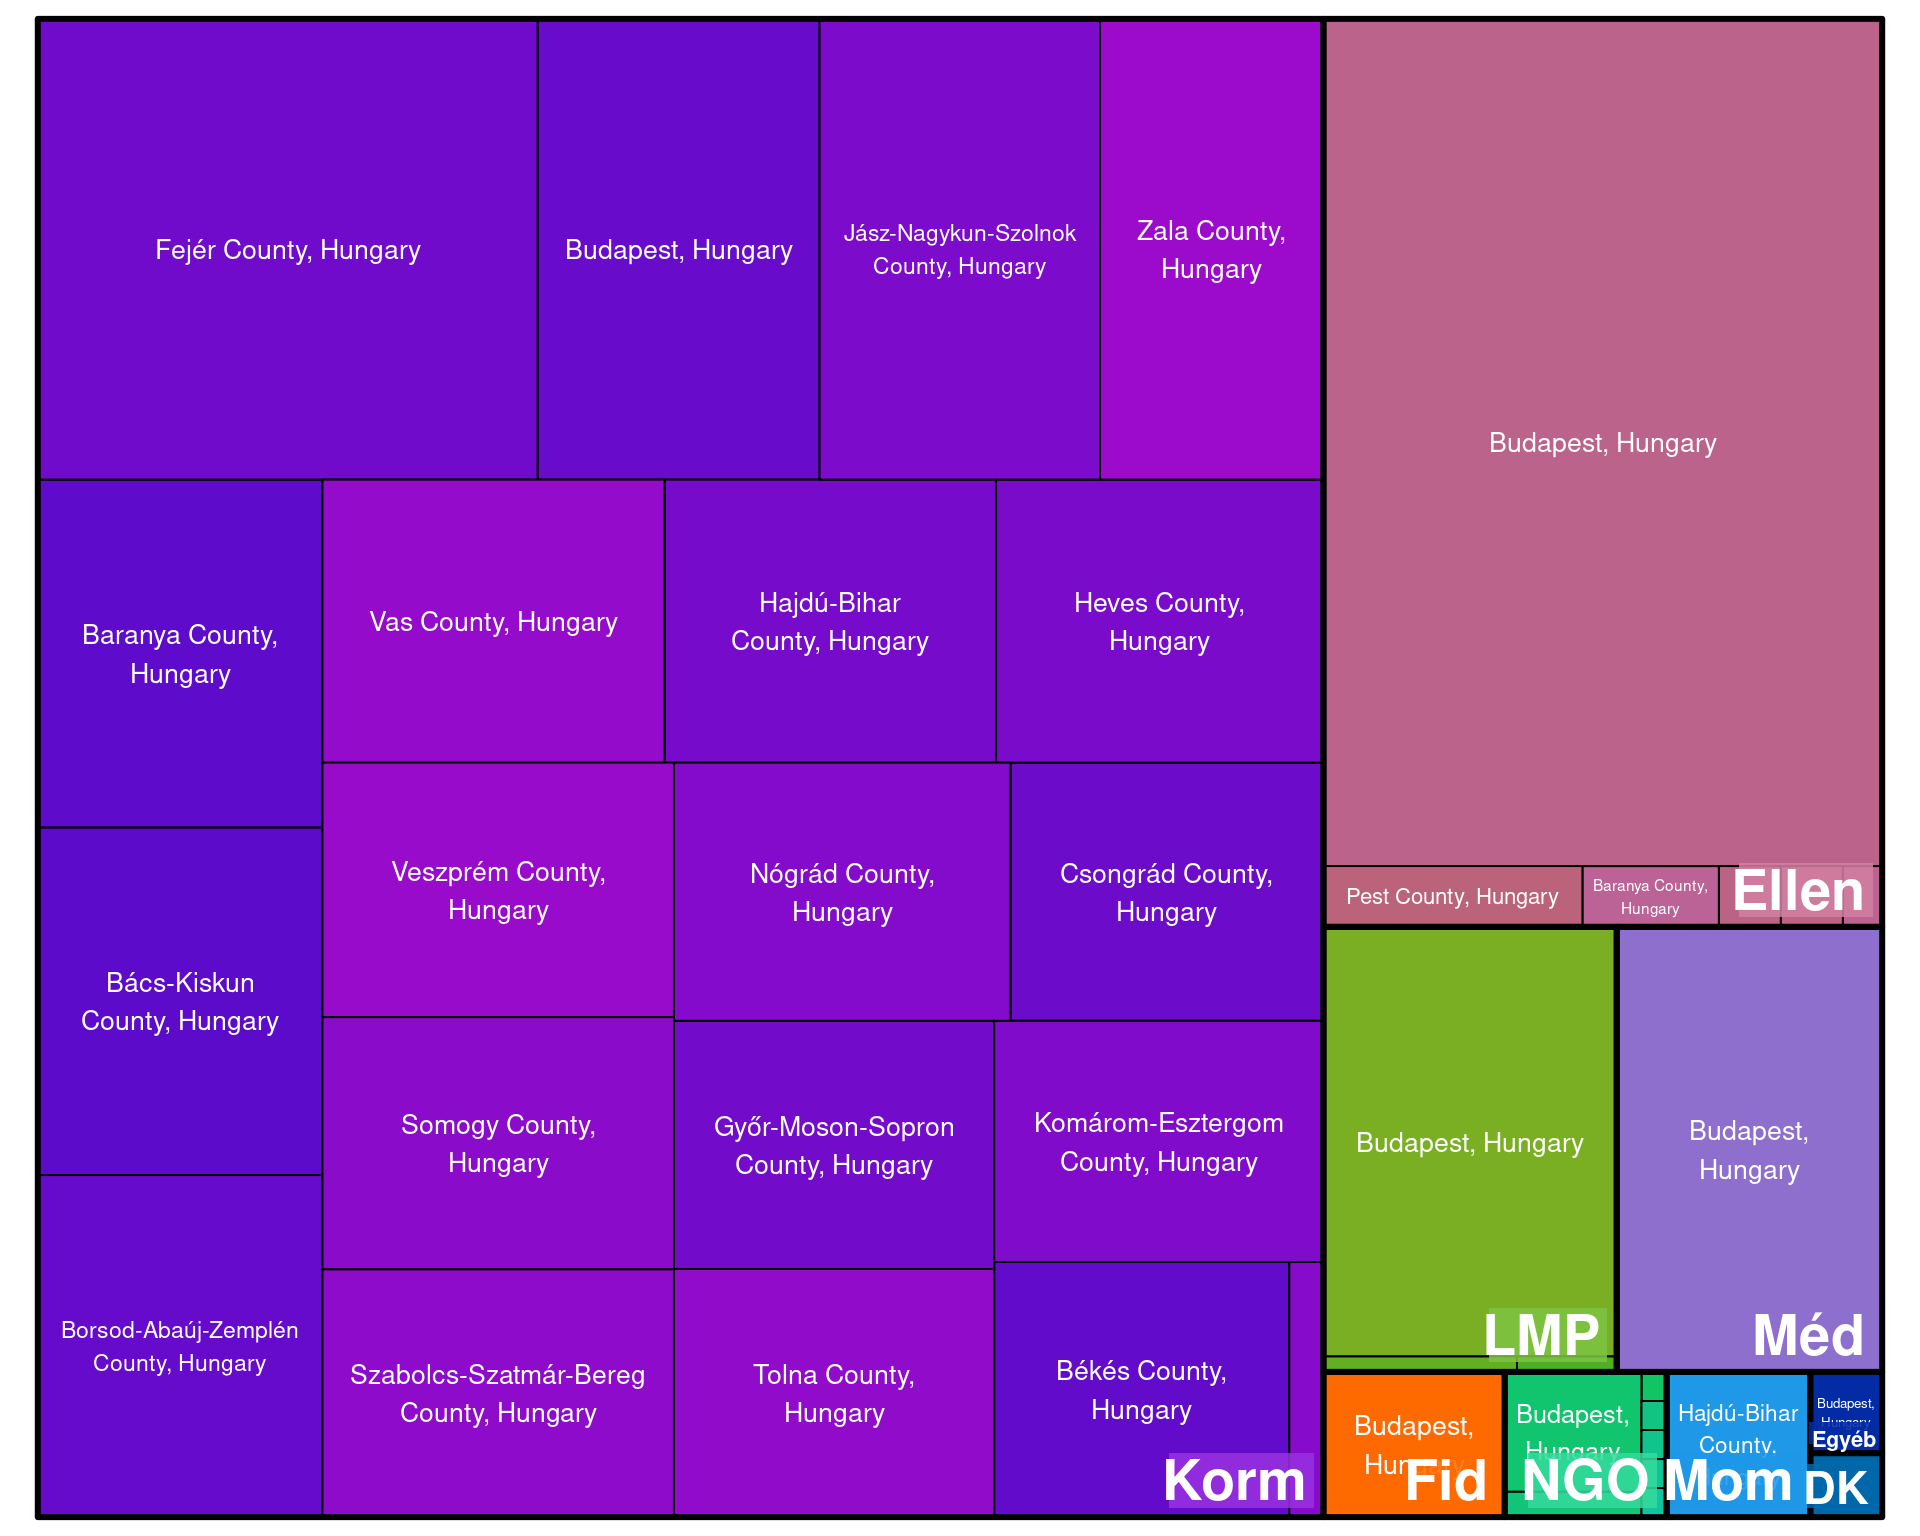 Fejér County, Hungary
Budapest, Hungary
Jász-Nagykun-Szolnok
County, Hungary
Zala County,
Hungary
Baranya County,
Hungary
Vas County, Hungary
Hajdú-Bihar
County, Hungary
Heves County,
Hungary
Bács-Kiskun
County, Hungary
Veszprém County,
Hungary
Nógrád County,
Hungary
Csongrád County,
Hungary
Somogy County,
Hungary
Győr-Moson-Sopron
County, Hungary
Komárom-Esztergom
County, Hungary
Borsod-Abaúj-Zemplén
County, Hungary
Szabolcs-Szatmár-Bereg
County, Hungary
Tolna County,
Hungary
Békés County,
Hungary
Korm
Budapest, Hungary
Pest County, Hungary
Baranya County,
Hungary
Ellen
Budapest, Hungary
LMP
Budapest,
Hungary
Méd
Budapest,
Hungary
Fid
Budapest,
Hungary
NGO
Hajdú-Bihar
County,
Mom
Budapest,
Hungary
Egyéb
DK